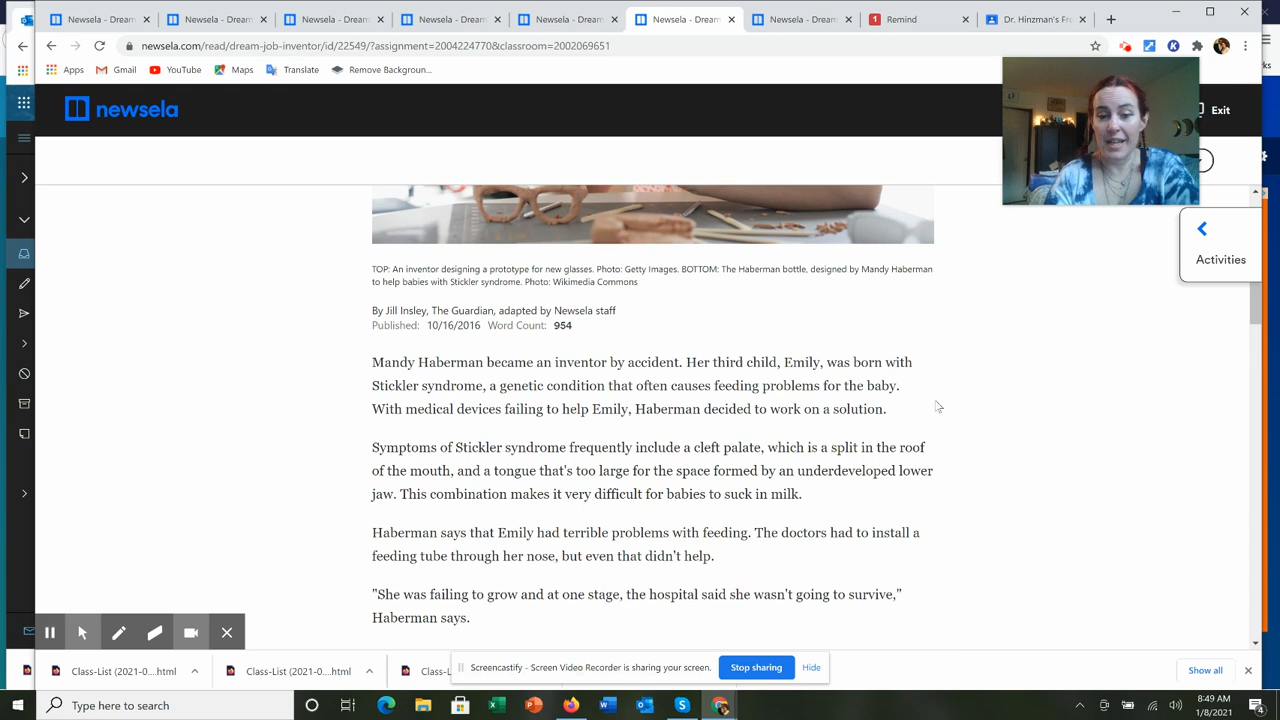 Newsela - Dream
Newsela - Dream
Newsela - Dream
Newsela - Dream
Newsela - Dream
Newsela - Dream
Newsela - Dream
1 Remind
Dr. Hinzman's Fre
newsela.com/read/dream-job-inventor/id/22549/?assignment=2004224770&classroom=2002069651
Apps
Gmail
YouTube
Maps
Translate
Remove Backgroun...
newsela
Exit
Activities
TOP: An inventor designing a prototype for new glasses. Photo: Getty Images. BOTTOM: The Haberman bottle, designed by Mandy Haberman
to help babies with Stickler syndrome. Photo: Wikimedia Commons
By Jill Insley, The Guardian, adapted by Newsela staff
Published: 10/16/2016 Word Count: 954
Mandy Haberman became an inventor by accident. Her third child, Emily, was born with
Stickler syndrome, a genetic condition that often causes feeding problems for the baby.
With medical devices failing to help Emily, Haberman decided to work on a solution.
Symptoms of Stickler syndrome frequently include a cleft palate, which is a split in the roof
of the mouth, and a tongue that's too large for the space formed by an underdeveloped lower
jaw. This combination makes it very difficult for babies to suck in milk.
Haberman says that Emily had terrible problems with feeding. The doctors had to install a
feeding tube through her nose, but even that didn't help.
"She was failing to grow and at one stage, the hospital said she wasn't going to survive,"
Haberman says.
Class-List (2021-0....html
Class-List (2021-0....html
Class-L
Screencastify - Screen Video Recorder is sharing your screen.
Stop sharing
Hide
Show all
Type here to search
8:49 AM
1/8/2021
4